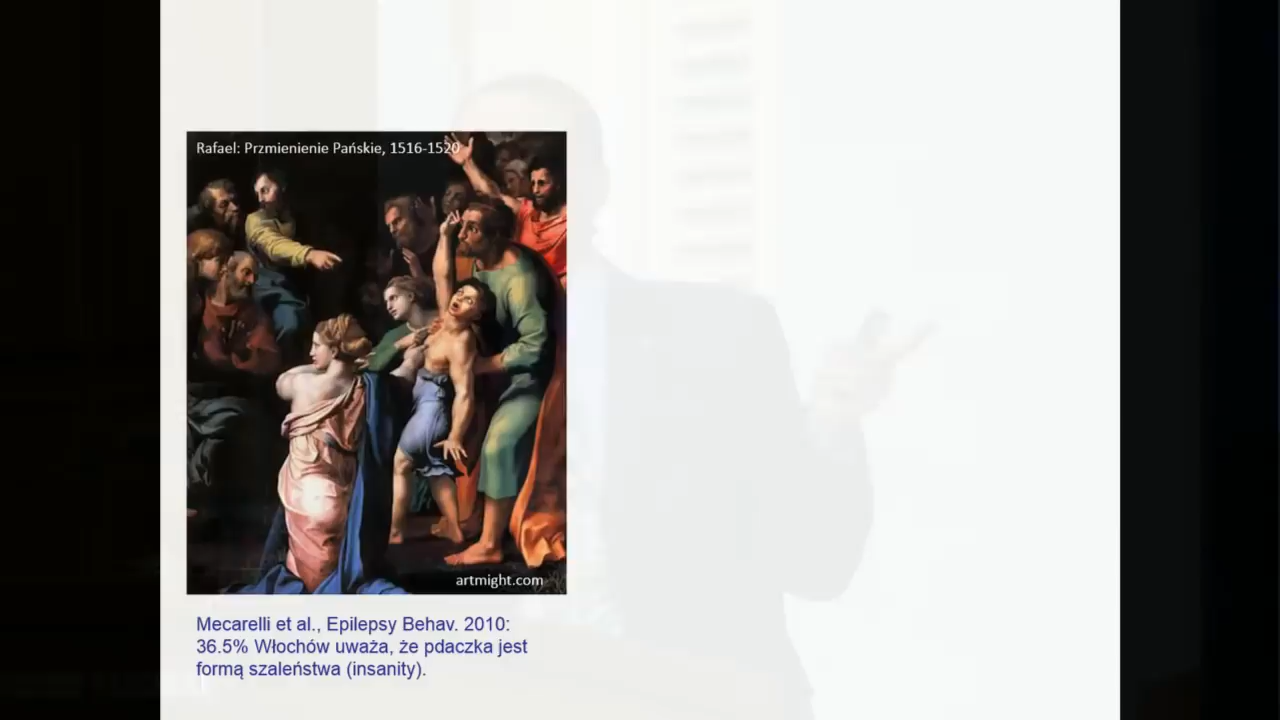 Rafael: Przmienienie Pańskie, 1516-1520
artmight.com
Mecarelli et al., Epilepsy Behav. 2010:
36.5% Włochów uważa, że pdaczka jest
formą szaleństwa (insanity).